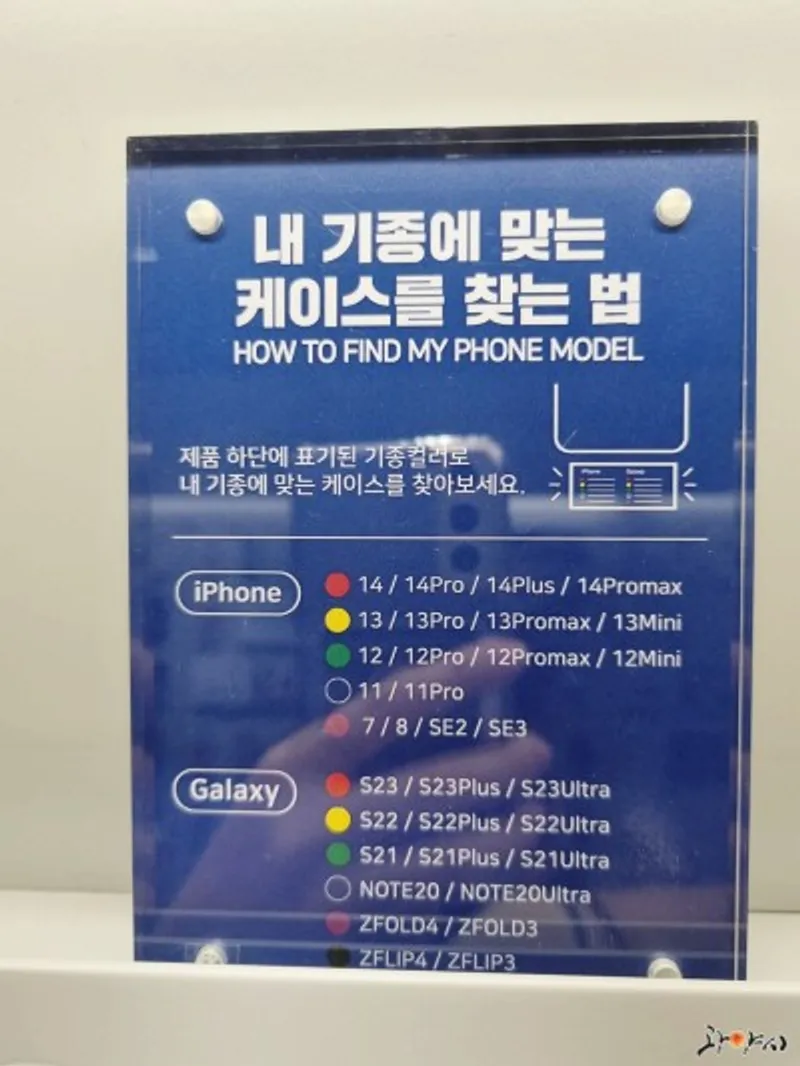 내 기종에 맞는
케이스를 찾는 법
HOW TO FIND MY PHONE MODEL
제품 하단에 표기된 기종컬러로
내 기종에 맞는 케이스를 찾아보세요.
iPhone
14 / 14Pro / 14Plus / 14Promax
13 / 13Pro / 13Promax / 13Mini
12 / 12Pro / 12Promax / 12Mini
11 / 11Pro
7 / 8 / SE2 / SE3
Galaxy
S23 / S23Plus / S23Ultra
S22 / S22Plus / S22Ultra
S21 / S21Plus / S21Ultra
NOTE20 / NOTE20Ultra
ZFOLD4 / ZFOLD3
ZFLIP4 / ZFLIP3